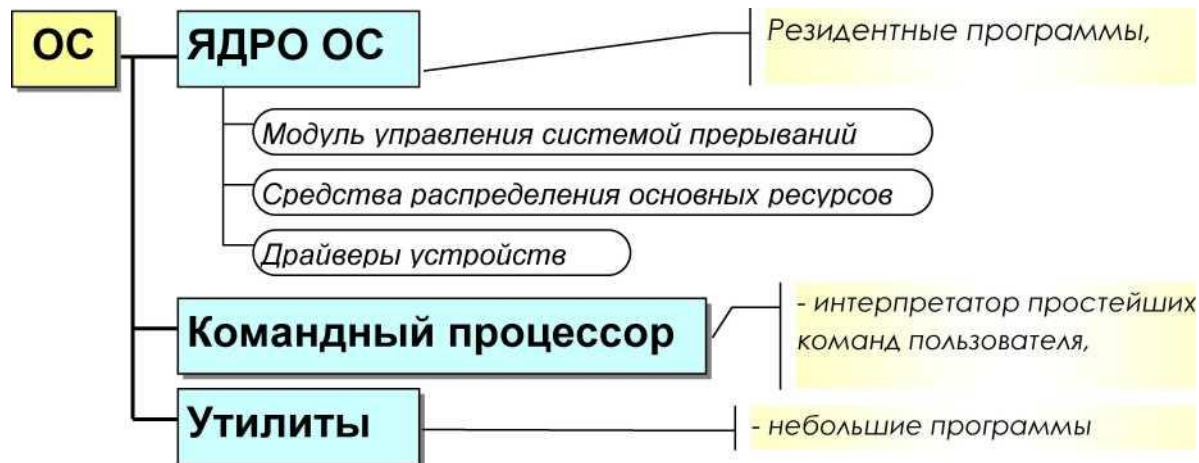 ОС
ЯДРО ОС
Резидентные программы,
Модуль управления системой прерываний
Средства распределения основных ресурсов
Драйверы устройств
Командный процессор
- интерпретатор простейших
команд пользователя,
Утилиты
- небольшие программы